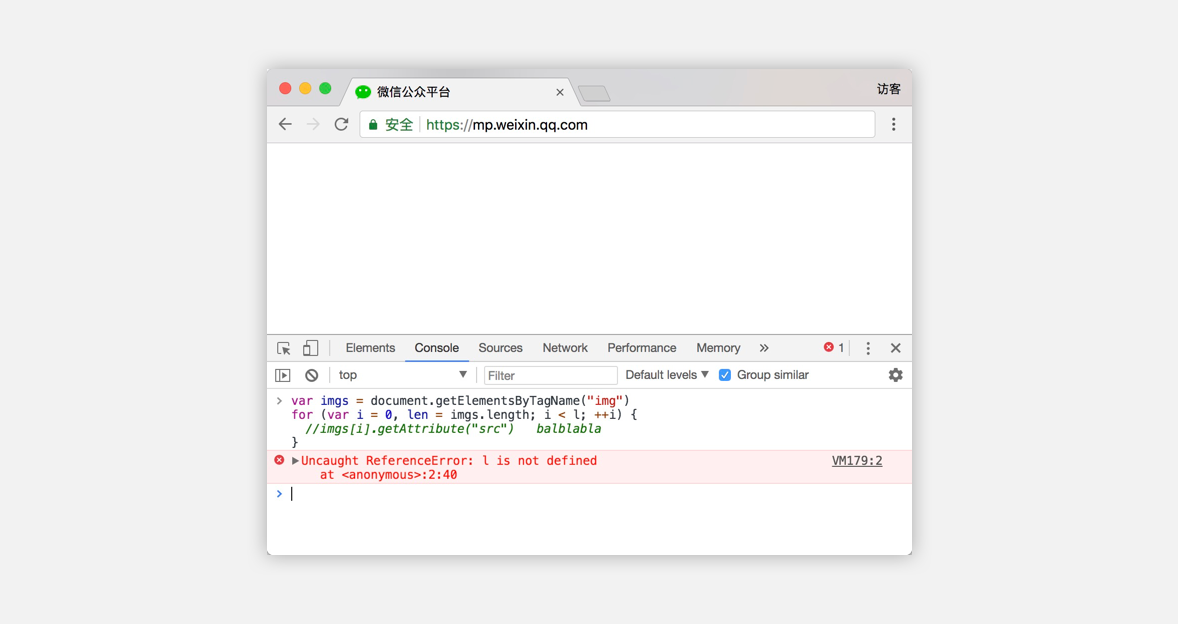 微信公众平台
访客
安全 https://mp.weixin.qq.com
Elements Console Sources Network Performance Memory » 1
top Filter Default levels Group similar
var imgs = document.getElementsByTagName("img")
for (var i = 0, len = imgs.length; i < l; ++i) {
//imgs[i].getAttribute("src") balblabla
}
Uncaught ReferenceError: l is not defined VM179:2
at <anonymous>:2:40